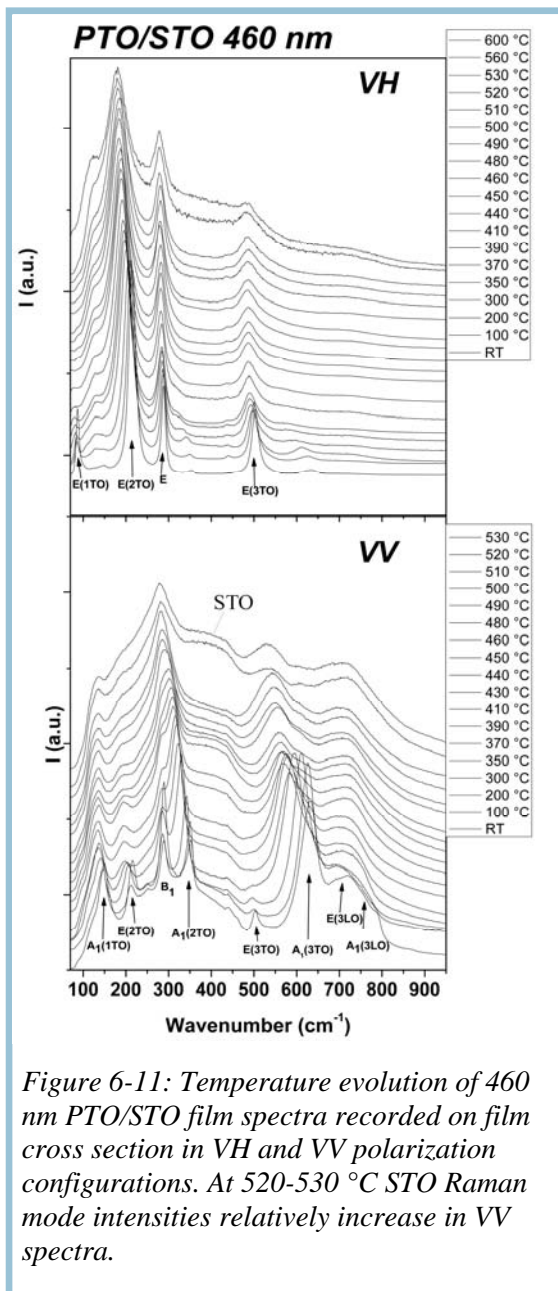 PTO/STO 460 nm
VH
600 °C
560 °C
530 °C
520 °C
510 °C
500 °C
490 °C
480 °C
460 °C
450 °C
440 °C
410 °C
390 °C
370 °C
350 °C
300 °C
200 °C
100 °C
RT
I (a.u.)
E(1TO)
E(2TO)
E
E(3TO)
VV
530 °C
520 °C
510 °C
500 °C
490 °C
480 °C
460 °C
450 °C
440 °C
430 °C
410 °C
390 °C
370 °C
350 °C
300 °C
200 °C
100 °C
RT
STO
I (a.u.)
A1(1TO)
E(2TO)
B1
A1(2TO)
E(3TO)
A1(3TO)
E(3LO)
A1(3LO)
100 200 300 400 500 600 700 800 900
Wavenumber (cm-1)
Figure 6-11: Temperature evolution of 460
nm PTO/STO film spectra recorded on film
cross section in VH and VV polarization
configurations. At 520-530 °C STO Raman
mode intensities relatively increase in VV
spectra.